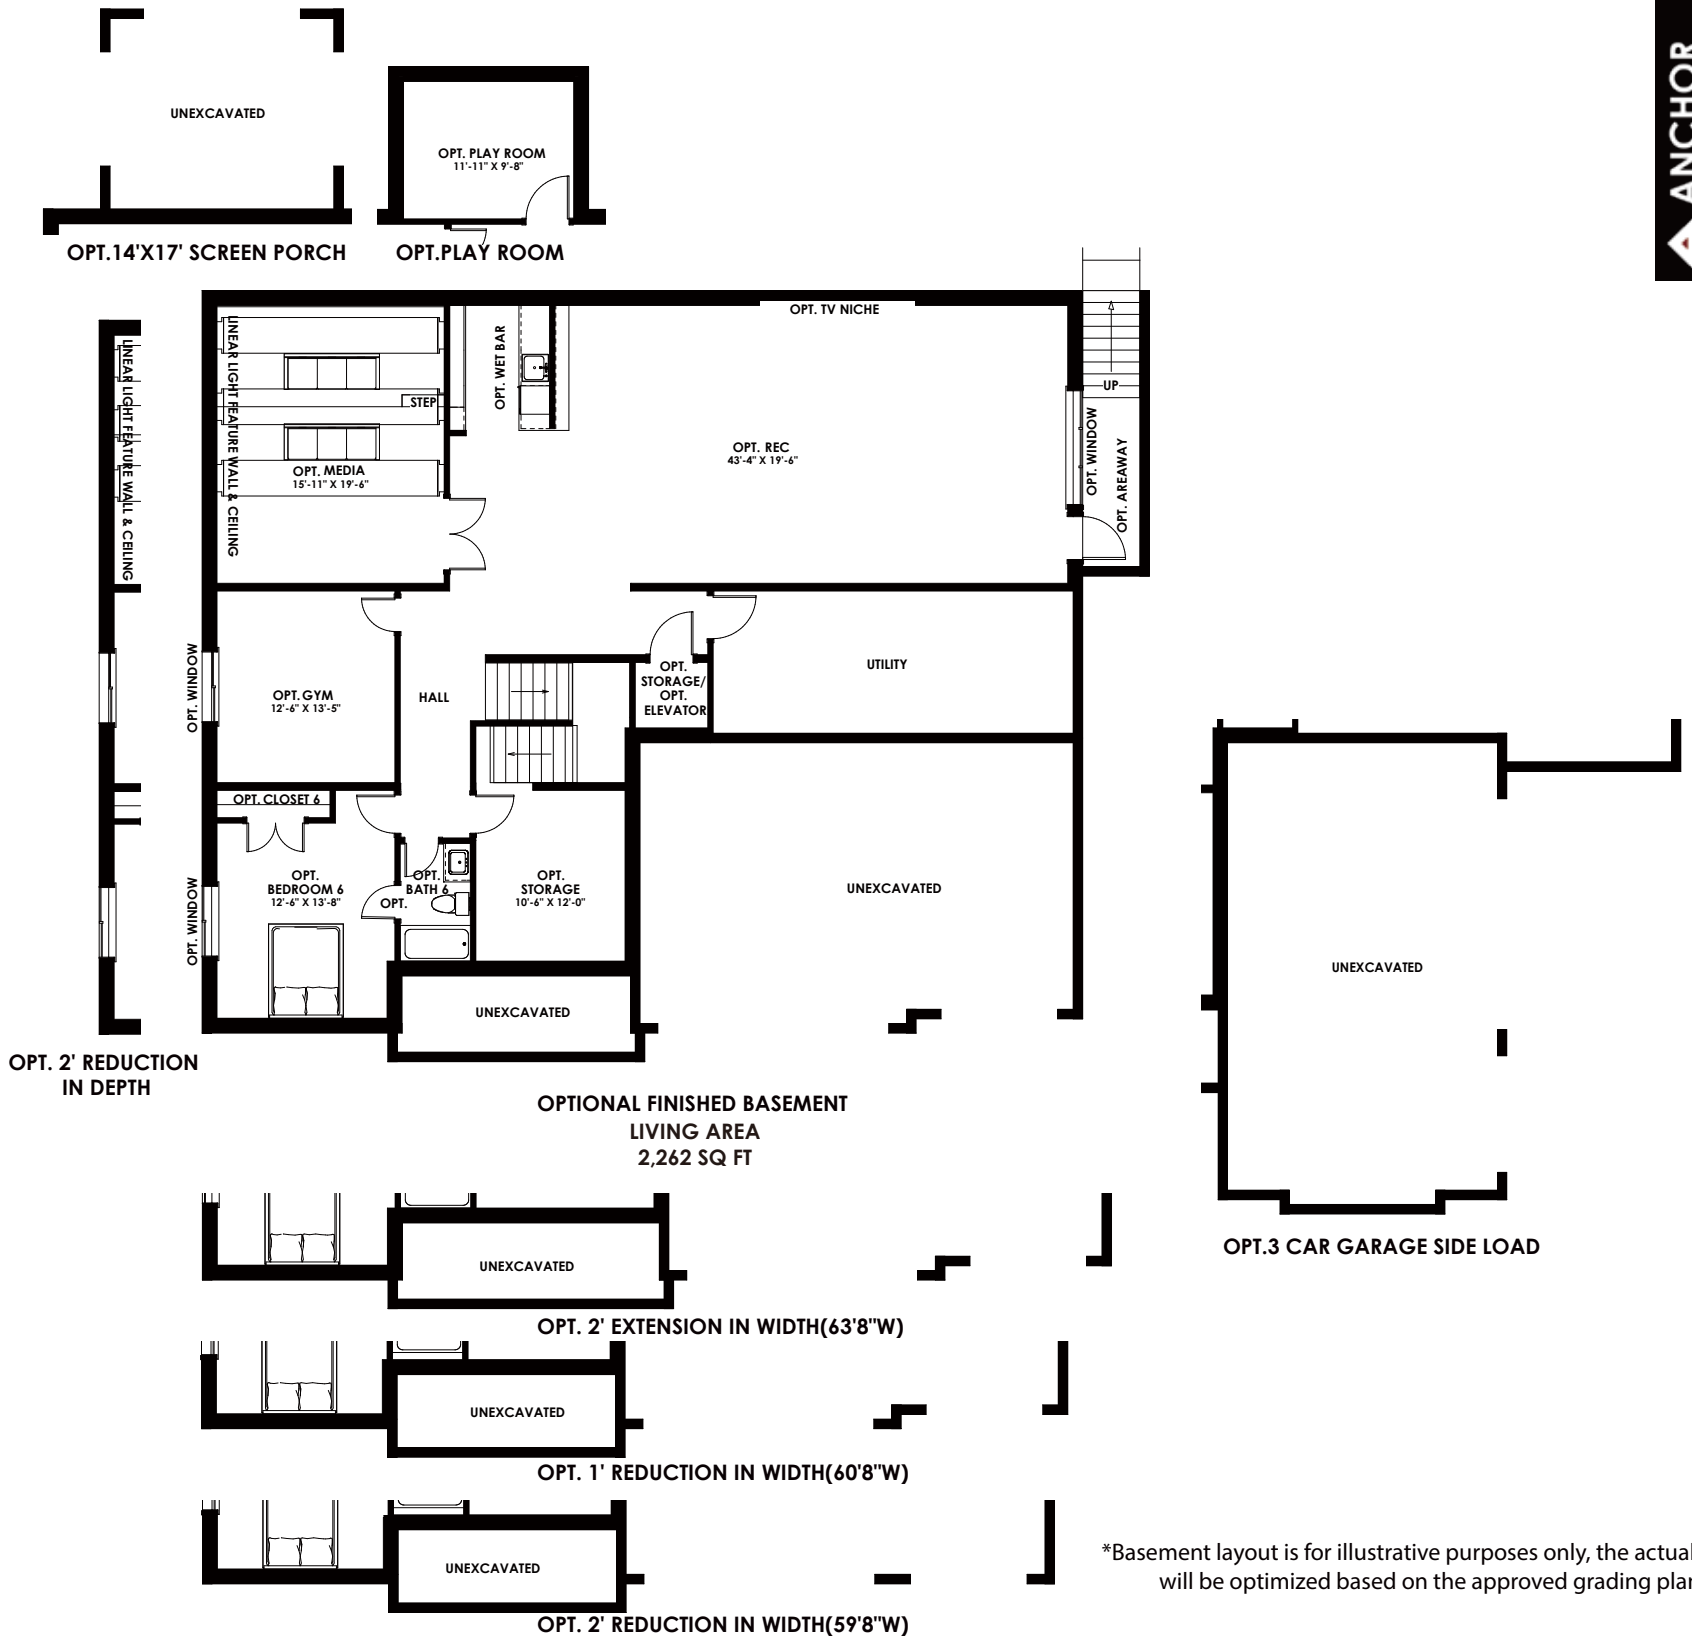 ANCHOR
UNEXCAVATED
OPT. PLAY ROOM
11'-11" X 9'-8"
OPT.14'X17' SCREEN PORCH
OPT.PLAY ROOM
OPT. TV NICHE
LINEAR LIGHT FEATURE WALL & CEILING
LINEAR LIGHT FEATURE WALL & CEILING
OPT. WET BAR
STEP
UP
OPT. WINDOW
OPT. AREAWAY
OPT. MEDIA
15'-11" X 19'-6"
OPT. REC
43'-4" X 19'-6"
OPT. WINDOW
OPT. GYM
12'-6" X 13'-5"
HALL
OPT.
STORAGE/
OPT.
ELEVATOR
UTILITY
OPT. CLOSET 6
OPT. WINDOW
OPT.
BEDROOM 6
12'-6" X 13'-8"
OPT.
BATH 6
OPT.
OPT.
STORAGE
10'-6" X 12'-0"
UNEXCAVATED
UNEXCAVATED
UNEXCAVATED
OPT. 2' REDUCTION
IN DEPTH
OPTIONAL FINISHED BASEMENT
LIVING AREA
2,262 SQ FT
OPT.3 CAR GARAGE SIDE LOAD
UNEXCAVATED
OPT. 2' EXTENSION IN WIDTH(63'8"W)
UNEXCAVATED
OPT. 1' REDUCTION IN WIDTH(60'8"W)
UNEXCAVATED
OPT. 2' REDUCTION IN WIDTH(59'8"W)
*Basement layout is for illustrative purposes only, the actual
will be optimized based on the approved grading plan